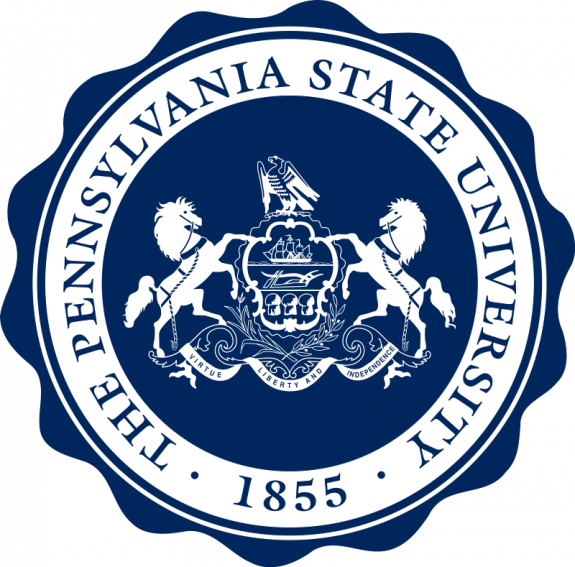 THE PENNSYLVANIA STATE UNIVERSITY
VIRTUE LIBERTY AND INDEPENDENCE
· 1855 ·